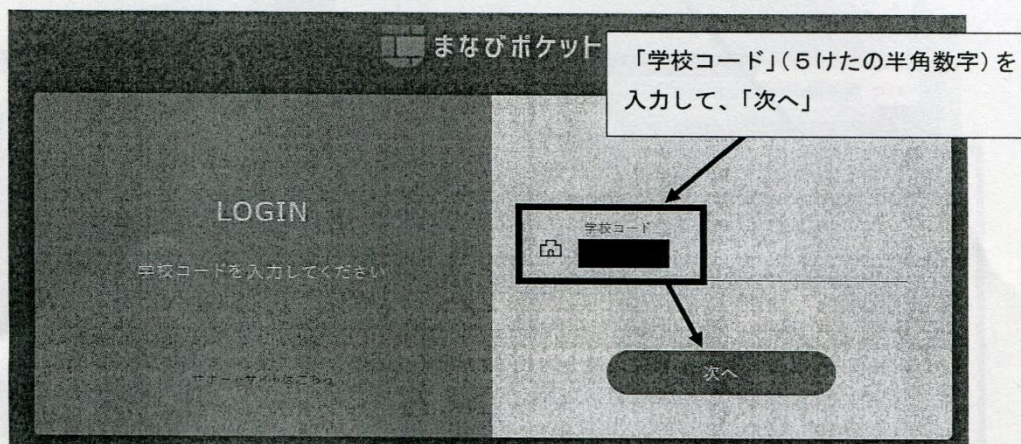 まなびポケット
「学校コード」(５けたの半角数字)を
入力して、「次へ」
LOGIN
学校コードを入力してください
学校コード
次へ